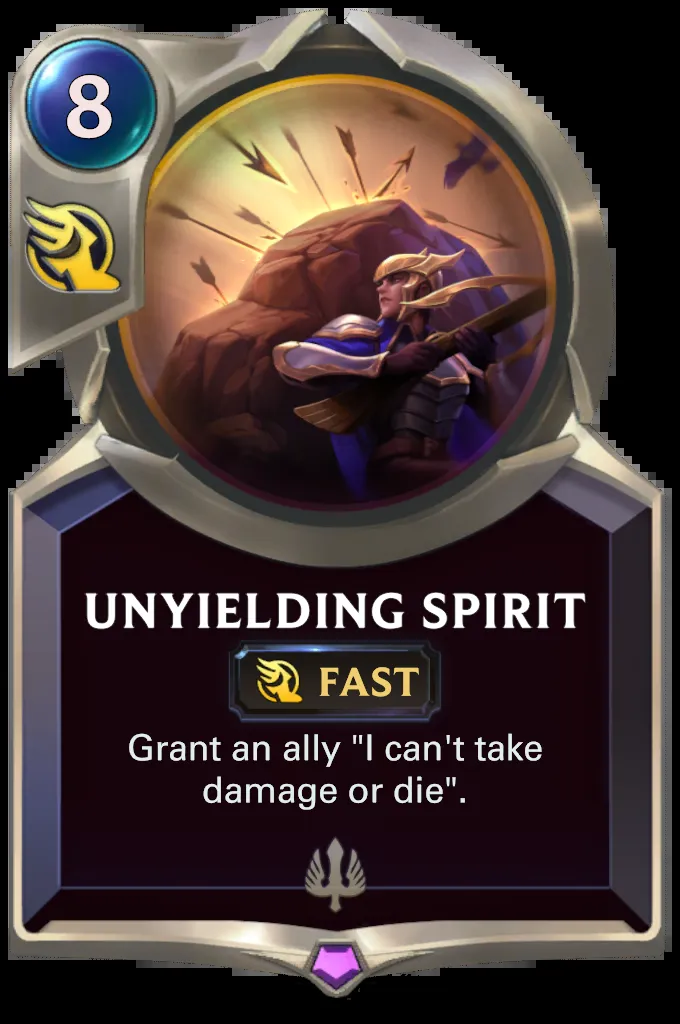 8
UNYIELDING SPIRIT
FAST
Grant an ally "I can't take
damage or die".